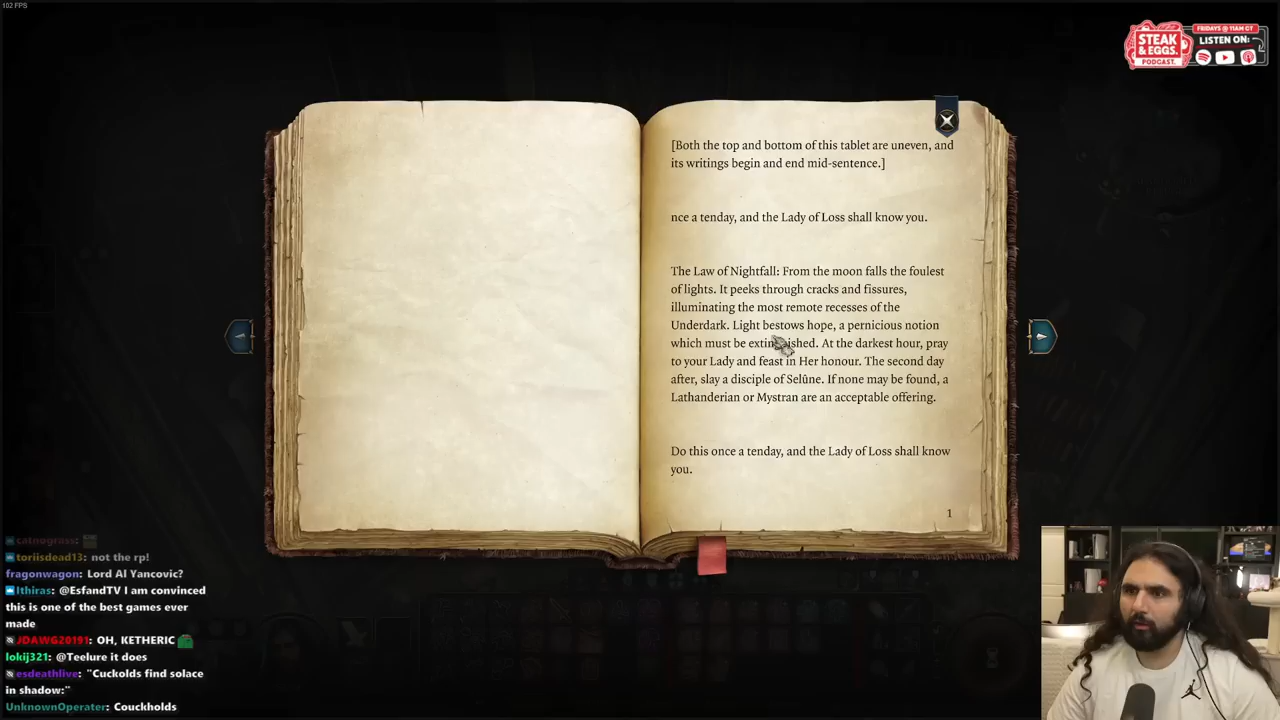 102 FPS
STEAK
& EGGS.
PODCAST.
FRIDAYS @ 11AM CT
LISTEN ON:
[Both the top and bottom of this tablet are uneven, and
its writings begin and end mid-sentence.]
nce a tenday, and the Lady of Loss shall know you.
The Law of Nightfall: From the moon falls the foulest
of lights. It peeks through cracks and fissures,
illuminating the most remote recesses of the
Underdark. Light bestows hope, a pernicious notion
which must be extinguished. At the darkest hour, pray
to your Lady and feast in Her honour. The second day
after, slay a disciple of Selûne. If none may be found, a
Lathanderian or Mystran are an acceptable offering.
Do this once a tenday, and the Lady of Loss shall know
you.
1
catnograss:
toriisdead13: not the rp!
fragonwagon: Lord Al Yancovic?
Ithiras: @EsfandTV I am convinced
this is one of the best games ever
made
JDAWG20191: OH, KETHERIC
lokij321: @Teelure it does
esdeathlive: "Cuckolds find solace
in shadow:"
UnknownOperater: Couckholds